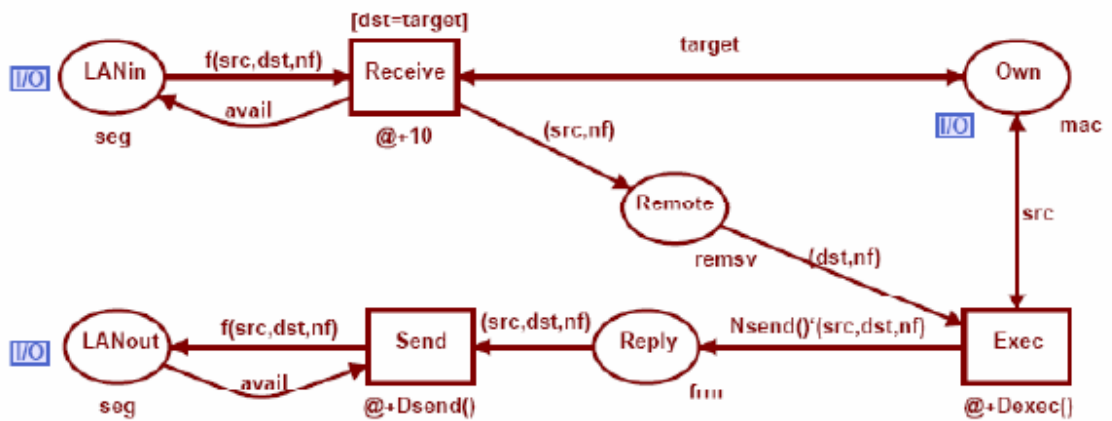 [dst=target]
f(src,dst,nf)
target
I/O
LANin
Receive
Own
avail
seg
@+10
(src,nf)
I/O
mac
Remote
src
remsv
(dst,nf)
f(src,dst,nf)
(src,dst,nf)
Nsend()‘(src,dst,nf)
I/O
LANout
Send
Reply
Exec
avail
seg
@+Dsend()
@+Dexec()